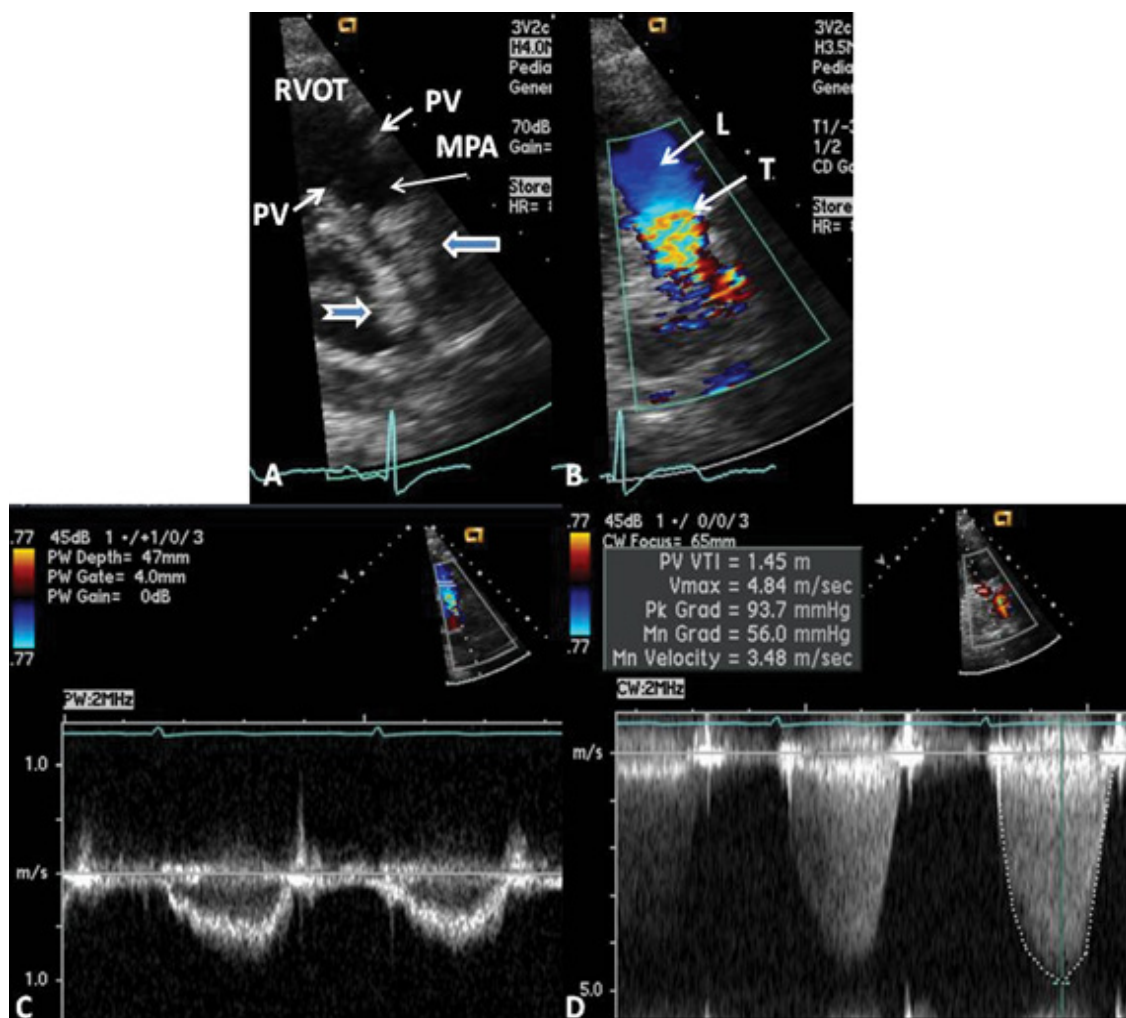 3V2c
H4.0M
Pedia
Gener
70dB
Gain=
Store
HR= 8
RVOT
PV
MPA
PV
A
3V2c
H3.5M
Pedia
Gener
T1/-3
1/2
CD Ga
Store
HR= 8
L
T
B
.77
.77
45dB 1 •/+1/0/ 3
PW Depth= 47mm
PW Gate= 4.0mm
PW Gain= 0dB
PW:2MHz
1.0
m/s
1.0
C
.77
.77
45dB 1 •/ 0/0/ 3
CW Focus= 65mm
PV VTI = 1.45 m
Vmax = 4.84 m/sec
Pk Grad = 93.7 mmHg
Mn Grad = 56.0 mmHg
Mn Velocity = 3.48 m/sec
CW:2MHz
m/s
5.0
D